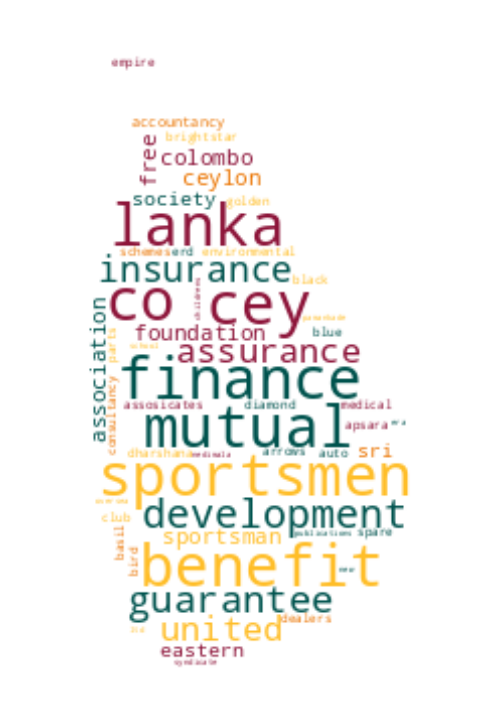 empire
accountancy
brightstar
free
colombo
ceylon
society
golden
lanka
schemes erd environmental
insurance
black
co cey
association
foundation
blue
parts
assurance
finance
assosicates diamond medical
consultancy
mutual
apsara
dharshana arrows auto sri
sportsmen
club
development
sportsman publications spare
basil
bird
benefit
guarantee
dealers
united
eastern
syndicate